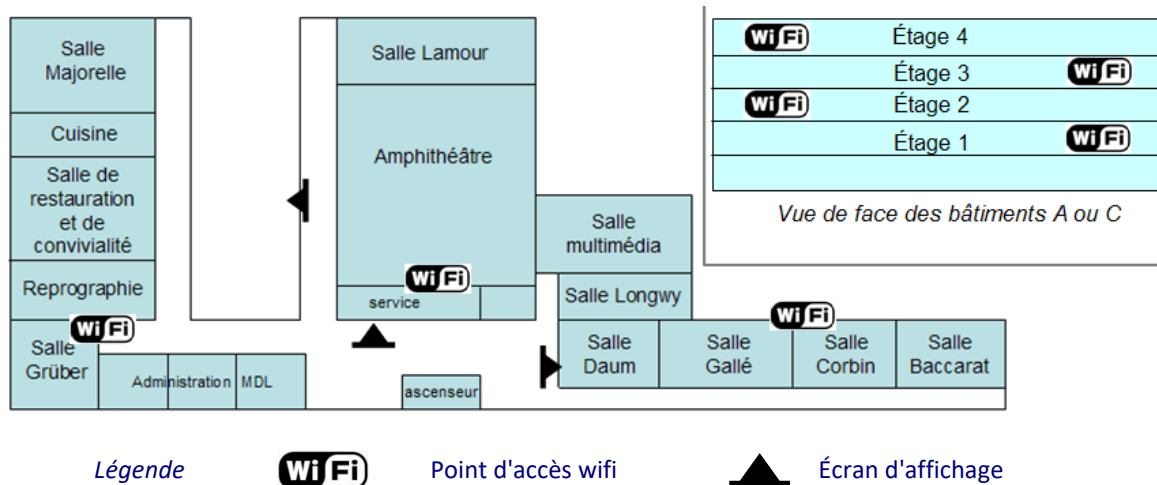 Salle
Majorelle
Cuisine
Salle de
restauration
et de
convivialité
Reprographie
WiFi
Salle
Grüber
Administration
MDL
Salle Lamour
Amphithéâtre
WiFi
service
ascenseur
Salle
multimédia
Salle Longwy
WiFi
Salle
Daum
Salle
Gallé
Salle
Corbin
Salle
Baccarat
WiFi Étage 4
Étage 3 WiFi
WiFi Étage 2
Étage 1 WiFi
Vue de face des bâtiments A ou C
Légende WiFi Point d'accès wifi Écran d'affichage